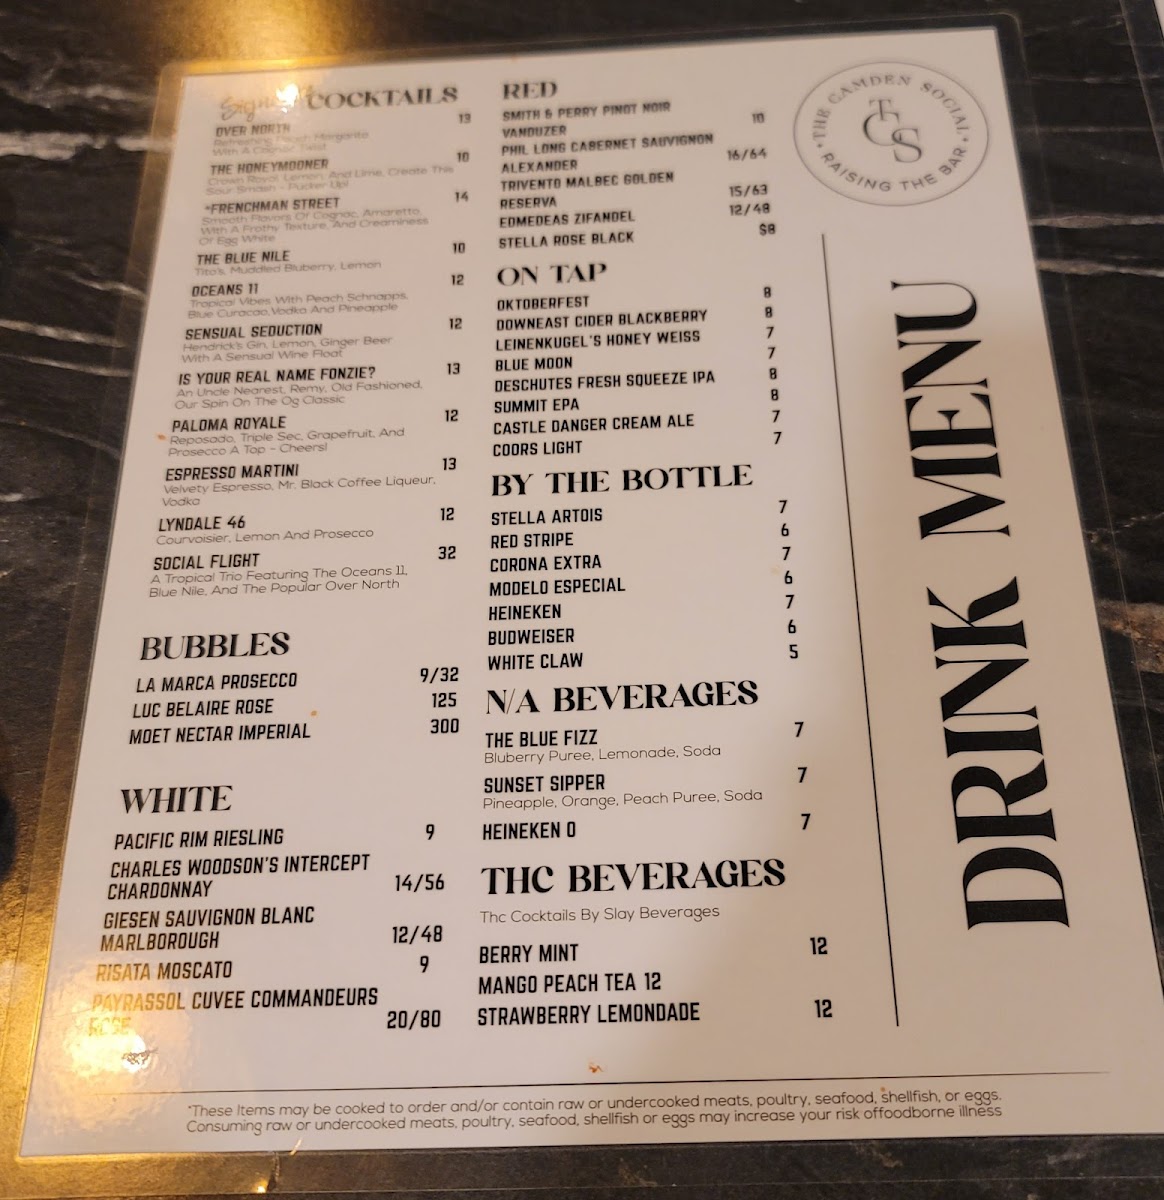 Signature COCKTAILS
OVER NORTH 13
Refreshing Peach Margarita
With A Cognac Twist
THE HONEYMOONER 10
Crown Royal, Lemon, And Lime, Create This
Sour Smash - Pucker Up!
*FRENCHMAN STREET 14
Smooth Flavors Of Cognac, Amaretto,
With A Frothy Texture, And Creaminess
Of Egg White
THE BLUE NILE 10
Tito's, Muddled Bluberry, Lemon
OCEANS 11 12
Tropical Vibes With Peach Schnapps,
Blue Curacao, Vodka And Pineapple
SENSUAL SEDUCTION 12
Hendrick's Gin, Lemon, Ginger Beer
With A Sensual Wine Float
IS YOUR REAL NAME FONZIE? 13
An Uncle Nearest, Remy, Old Fashioned,
Our Spin On The Og Classic
PALOMA ROYALE 12
Reposado, Triple Sec, Grapefruit, And
Prosecco A Top - Cheers!
ESPRESSO MARTINI 13
Velvety Espresso, Mr. Black Coffee Liqueur,
Vodka
LYNDALE 46 12
Courvoisier, Lemon And Prosecco
SOCIAL FLIGHT 32
A Tropical Trio Featuring The Oceans 11,
Blue Nile, And The Popular Over North
BUBBLES
LA MARCA PROSECCO 9/32
LUC BELAIRE ROSE 125
MOET NECTAR IMPERIAL 300
WHITE
PACIFIC RIM RIESLING 9
CHARLES WOODSON'S INTERCEPT
CHARDONNAY 14/56
GIESEN SAUVIGNON BLANC
MARLBOROUGH 12/48
RISATA MOSCATO 9
PAYRASSOL CUVEE COMMANDEURS
ROSE 20/80
RED
SMITH & PERRY PINOT NOIR
VANDUZER 10
PHIL LONG CABERNET SAUVIGNON
ALEXANDER 16/64
TRIVENTO MALBEC GOLDEN
RESERVA 15/63
EDMEDEAS ZIFANDEL 12/48
STELLA ROSE BLACK $8
ON TAP
OKTOBERFEST 8
DOWNEAST CIDER BLACKBERRY 8
LEINENKUGEL'S HONEY WEISS 7
BLUE MOON 7
DESCHUTES FRESH SQUEEZE IPA 8
SUMMIT EPA 8
CASTLE DANGER CREAM ALE 7
COORS LIGHT 7
BY THE BOTTLE
STELLA ARTOIS 7
RED STRIPE 6
CORONA EXTRA 7
MODELO ESPECIAL 6
HEINEKEN 7
BUDWEISER 6
WHITE CLAW 5
N/A BEVERAGES
THE BLUE FIZZ 7
Bluberry Puree, Lemonade, Soda
SUNSET SIPPER 7
Pineapple, Orange, Peach Puree, Soda
HEINEKEN 0 7
THC BEVERAGES
Thc Cocktails By Slay Beverages
BERRY MINT 12
MANGO PEACH TEA 12
STRAWBERRY LEMONDADE 12
THE CAMDEN SOCIAL
TCS
• RAISING THE BAR •
DRINK MENU
*These Items may be cooked to order and/or contain raw or undercooked meats, poultry, seafood, shellfish, or eggs.
Consuming raw or undercooked meats, poultry, seafood, shellfish or eggs may increase your risk offoodborne illness